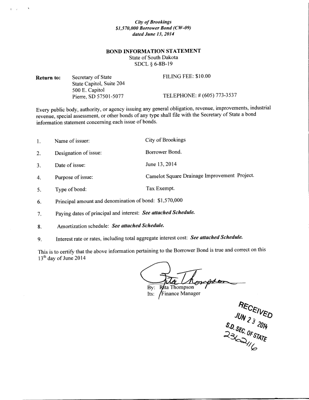 City of Brookings
$1,570,000 Borrower Bond (CW -09)
dated June 13, 2014
BOND INFORMATION STATEMENT
State of South Dakota
SDCL § 6-8B-19
Return to: Secretary of State FILING FEE: $10.00
State Capitol, Suite 204
500 E. Capitol
Pierre, SD 57501-5077 TELEPHONE: # (605) 773-3537
Every public body, authority, or agency issuing any general obligation, revenue, improvements, industrial
revenue, special assessment, or other bonds of any type shall file with the Secretary of State a bond
information statement concerning each issue of bonds.
1. Name of issuer: City of Brookings
2. Designation of issue: Borrower Bond.
3. Date of issue: June 13, 2014
4. Purpose of issue: Camelot Square Drainage Improvement Project.
5. Type of bond: Tax Exempt.
6. Principal amount and denomination of bond: $1,570,000
7. Paying dates of principal and interest: See attached Schedule.
8. Amortization schedule: See attached Schedule.
9. Interest rate or rates, including total aggregate interest cost: See attached Schedule.
This is to certify that the above information pertaining to the Borrower Bond is true and correct on this
13th day of June 2014
Rita Thompson
By: Rita Thompson
Its: Finance Manager
RECEIVED
JUN 23 2014
S.D. SEC. OF STATE